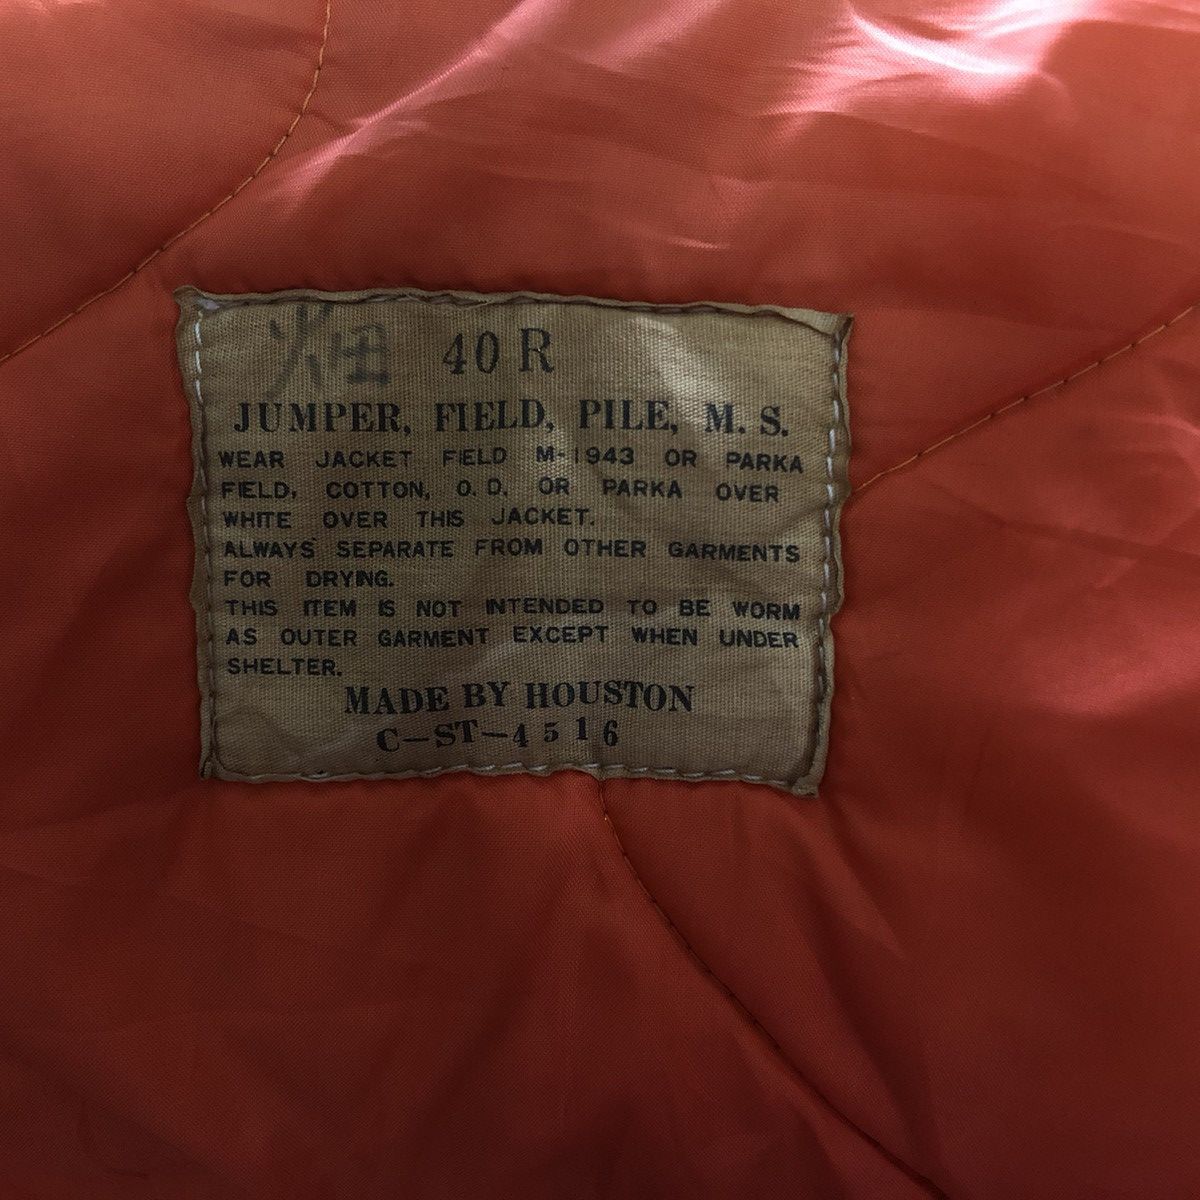 畑 40 R
JUMPER, FIELD, PILE, M. S.
WEAR JACKET FIELD M-1943 OR PARKA
FIELD, COTTON, O. D. OR PARKA OVER
WHITE OVER THIS JACKET.
ALWAYS SEPARATE FROM OTHER GARMENTS
FOR DRYING.
THIS ITEM IS NOT INTENDED TO BE WORM
AS OUTER GARMENT EXCEPT WHEN UNDER
SHELTER.
MADE BY HOUSTON
C-ST-4516